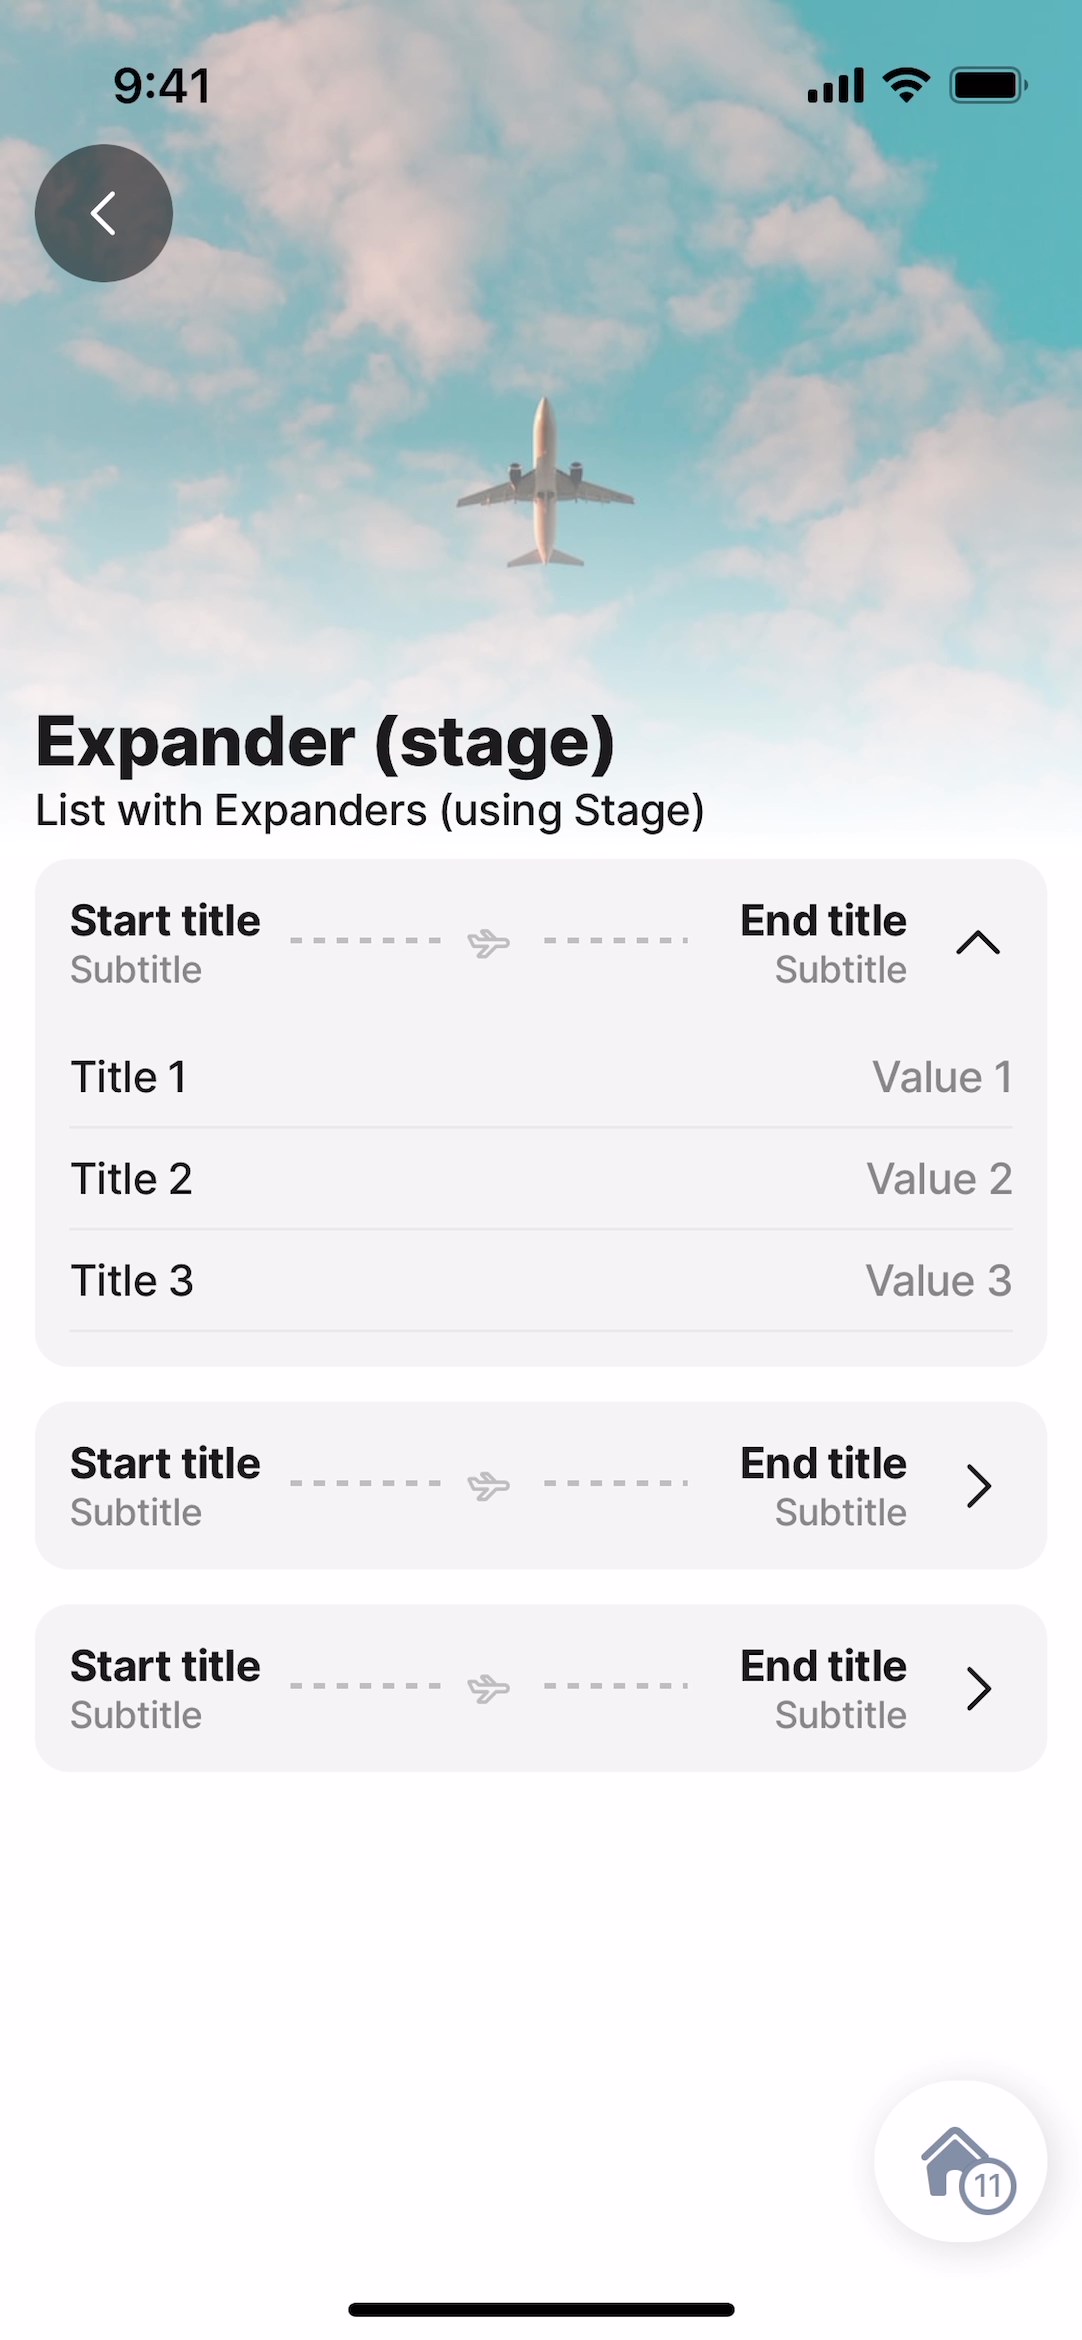 9:41
Expander (stage)
List with Expanders (using Stage)
Start title End title
Subtitle Subtitle
Title 1 Value 1
Title 2 Value 2
Title 3 Value 3
Start title End title
Subtitle Subtitle
Start title End title
Subtitle Subtitle
11